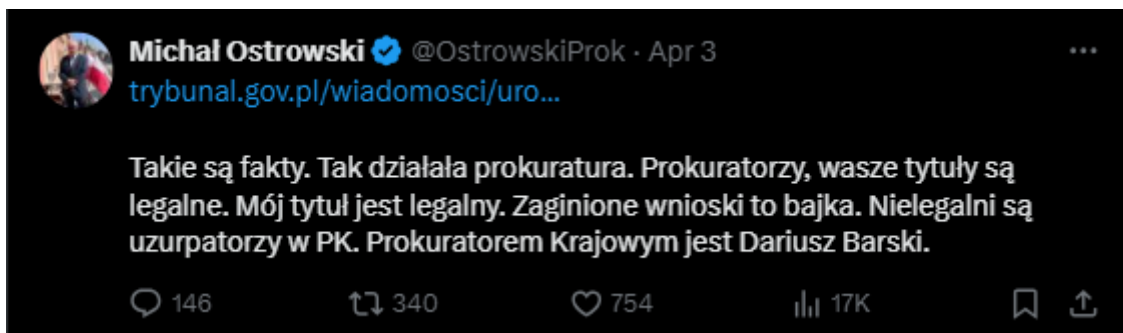 Michał Ostrowski @OstrowskiProk · Apr 3
trybunal.gov.pl/wiadomosci/uro...
Takie są fakty. Tak działała prokuratura. Prokuratorzy, wasze tytuły są
legalne. Mój tytuł jest legalny. Zaginione wnioski to bajka. Nielegalni są
uzurpatorzy w PK. Prokuratorem Krajowym jest Dariusz Barski.
146 340 754 17K